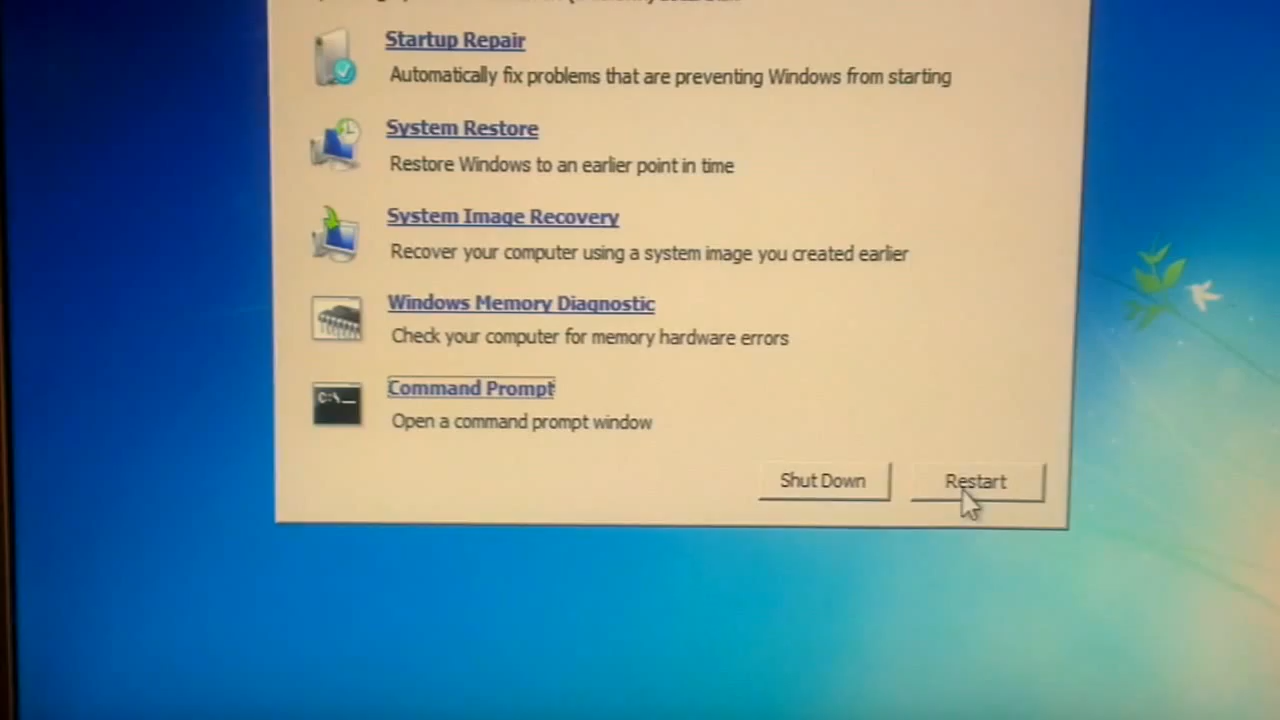 Startup Repair
Automatically fix problems that are preventing Windows from starting
System Restore
Restore Windows to an earlier point in time
System Image Recovery
Recover your computer using a system image you created earlier
Windows Memory Diagnostic
Check your computer for memory hardware errors
C:\_
Command Prompt
Open a command prompt window
Shut Down Restart